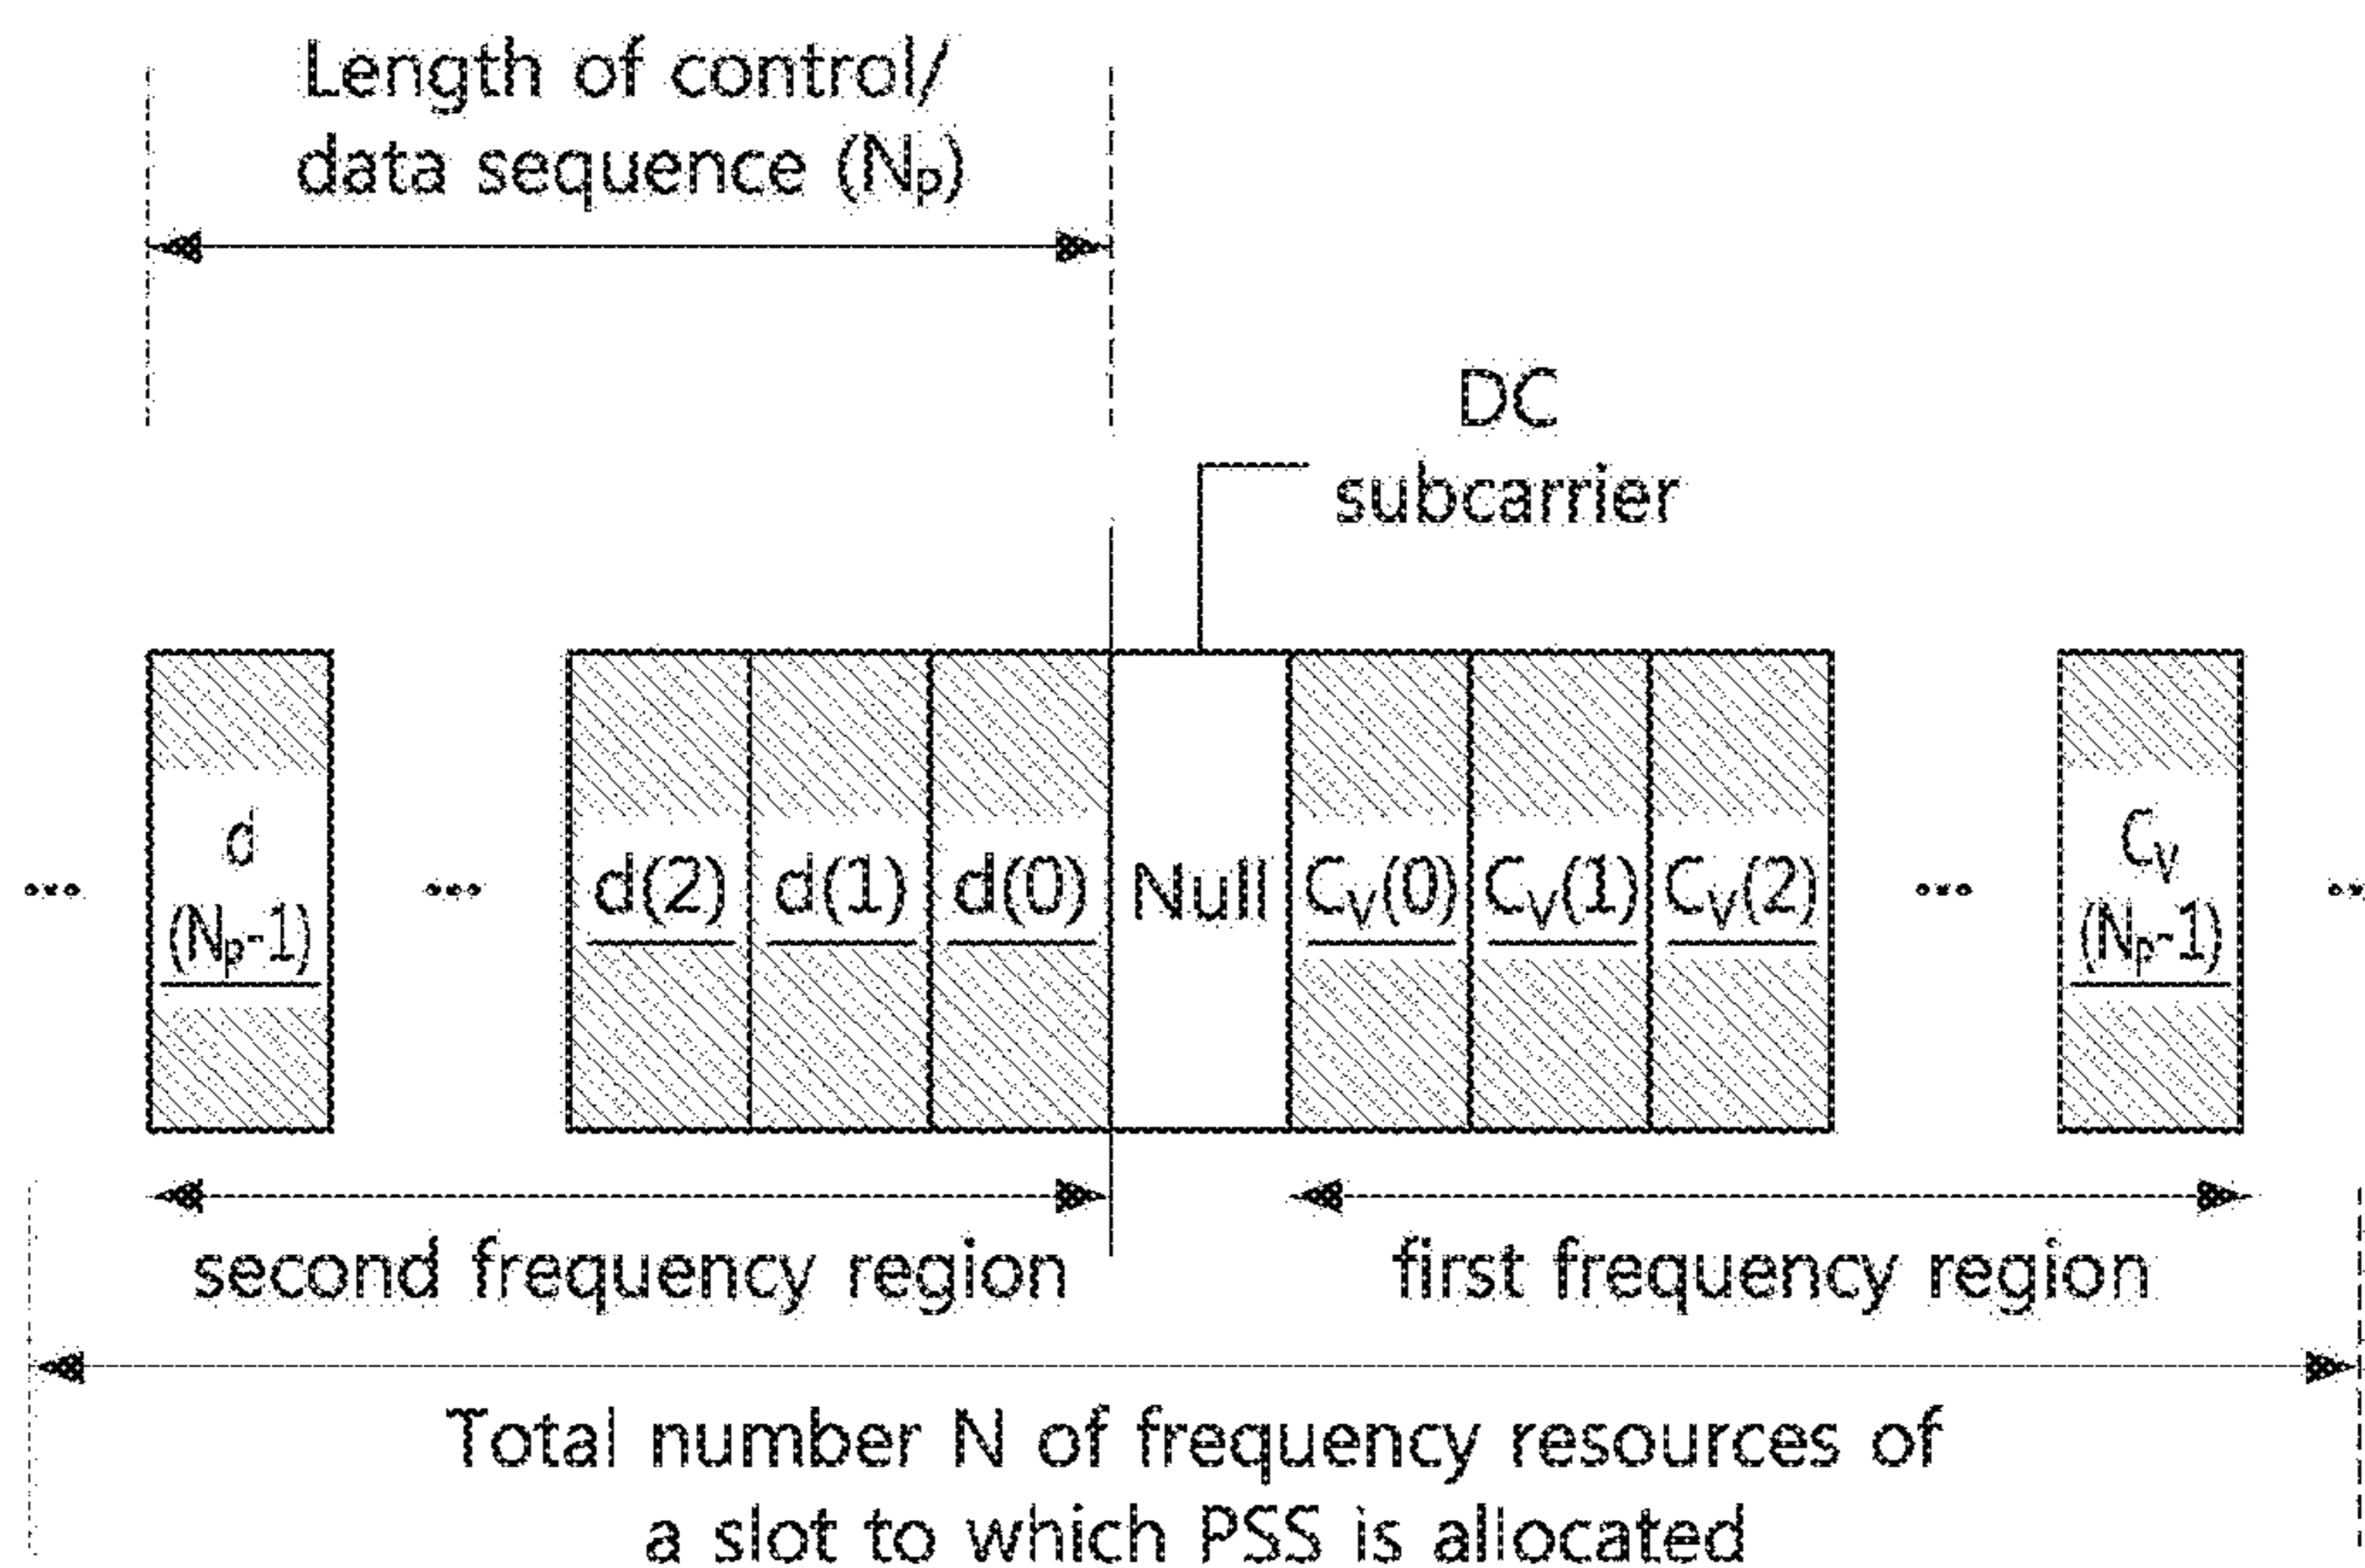 Length of control/
data sequence (Nₚ)
DC
subcarrier
... d (Nₚ-1) ... d(2) d(1) d(0) Null Cᵥ(0) Cᵥ(1) Cᵥ(2) ... Cᵥ (Nₚ-1) ...
second frequency region first frequency region
Total number N of frequency resources of
a slot to which PSS is allocated